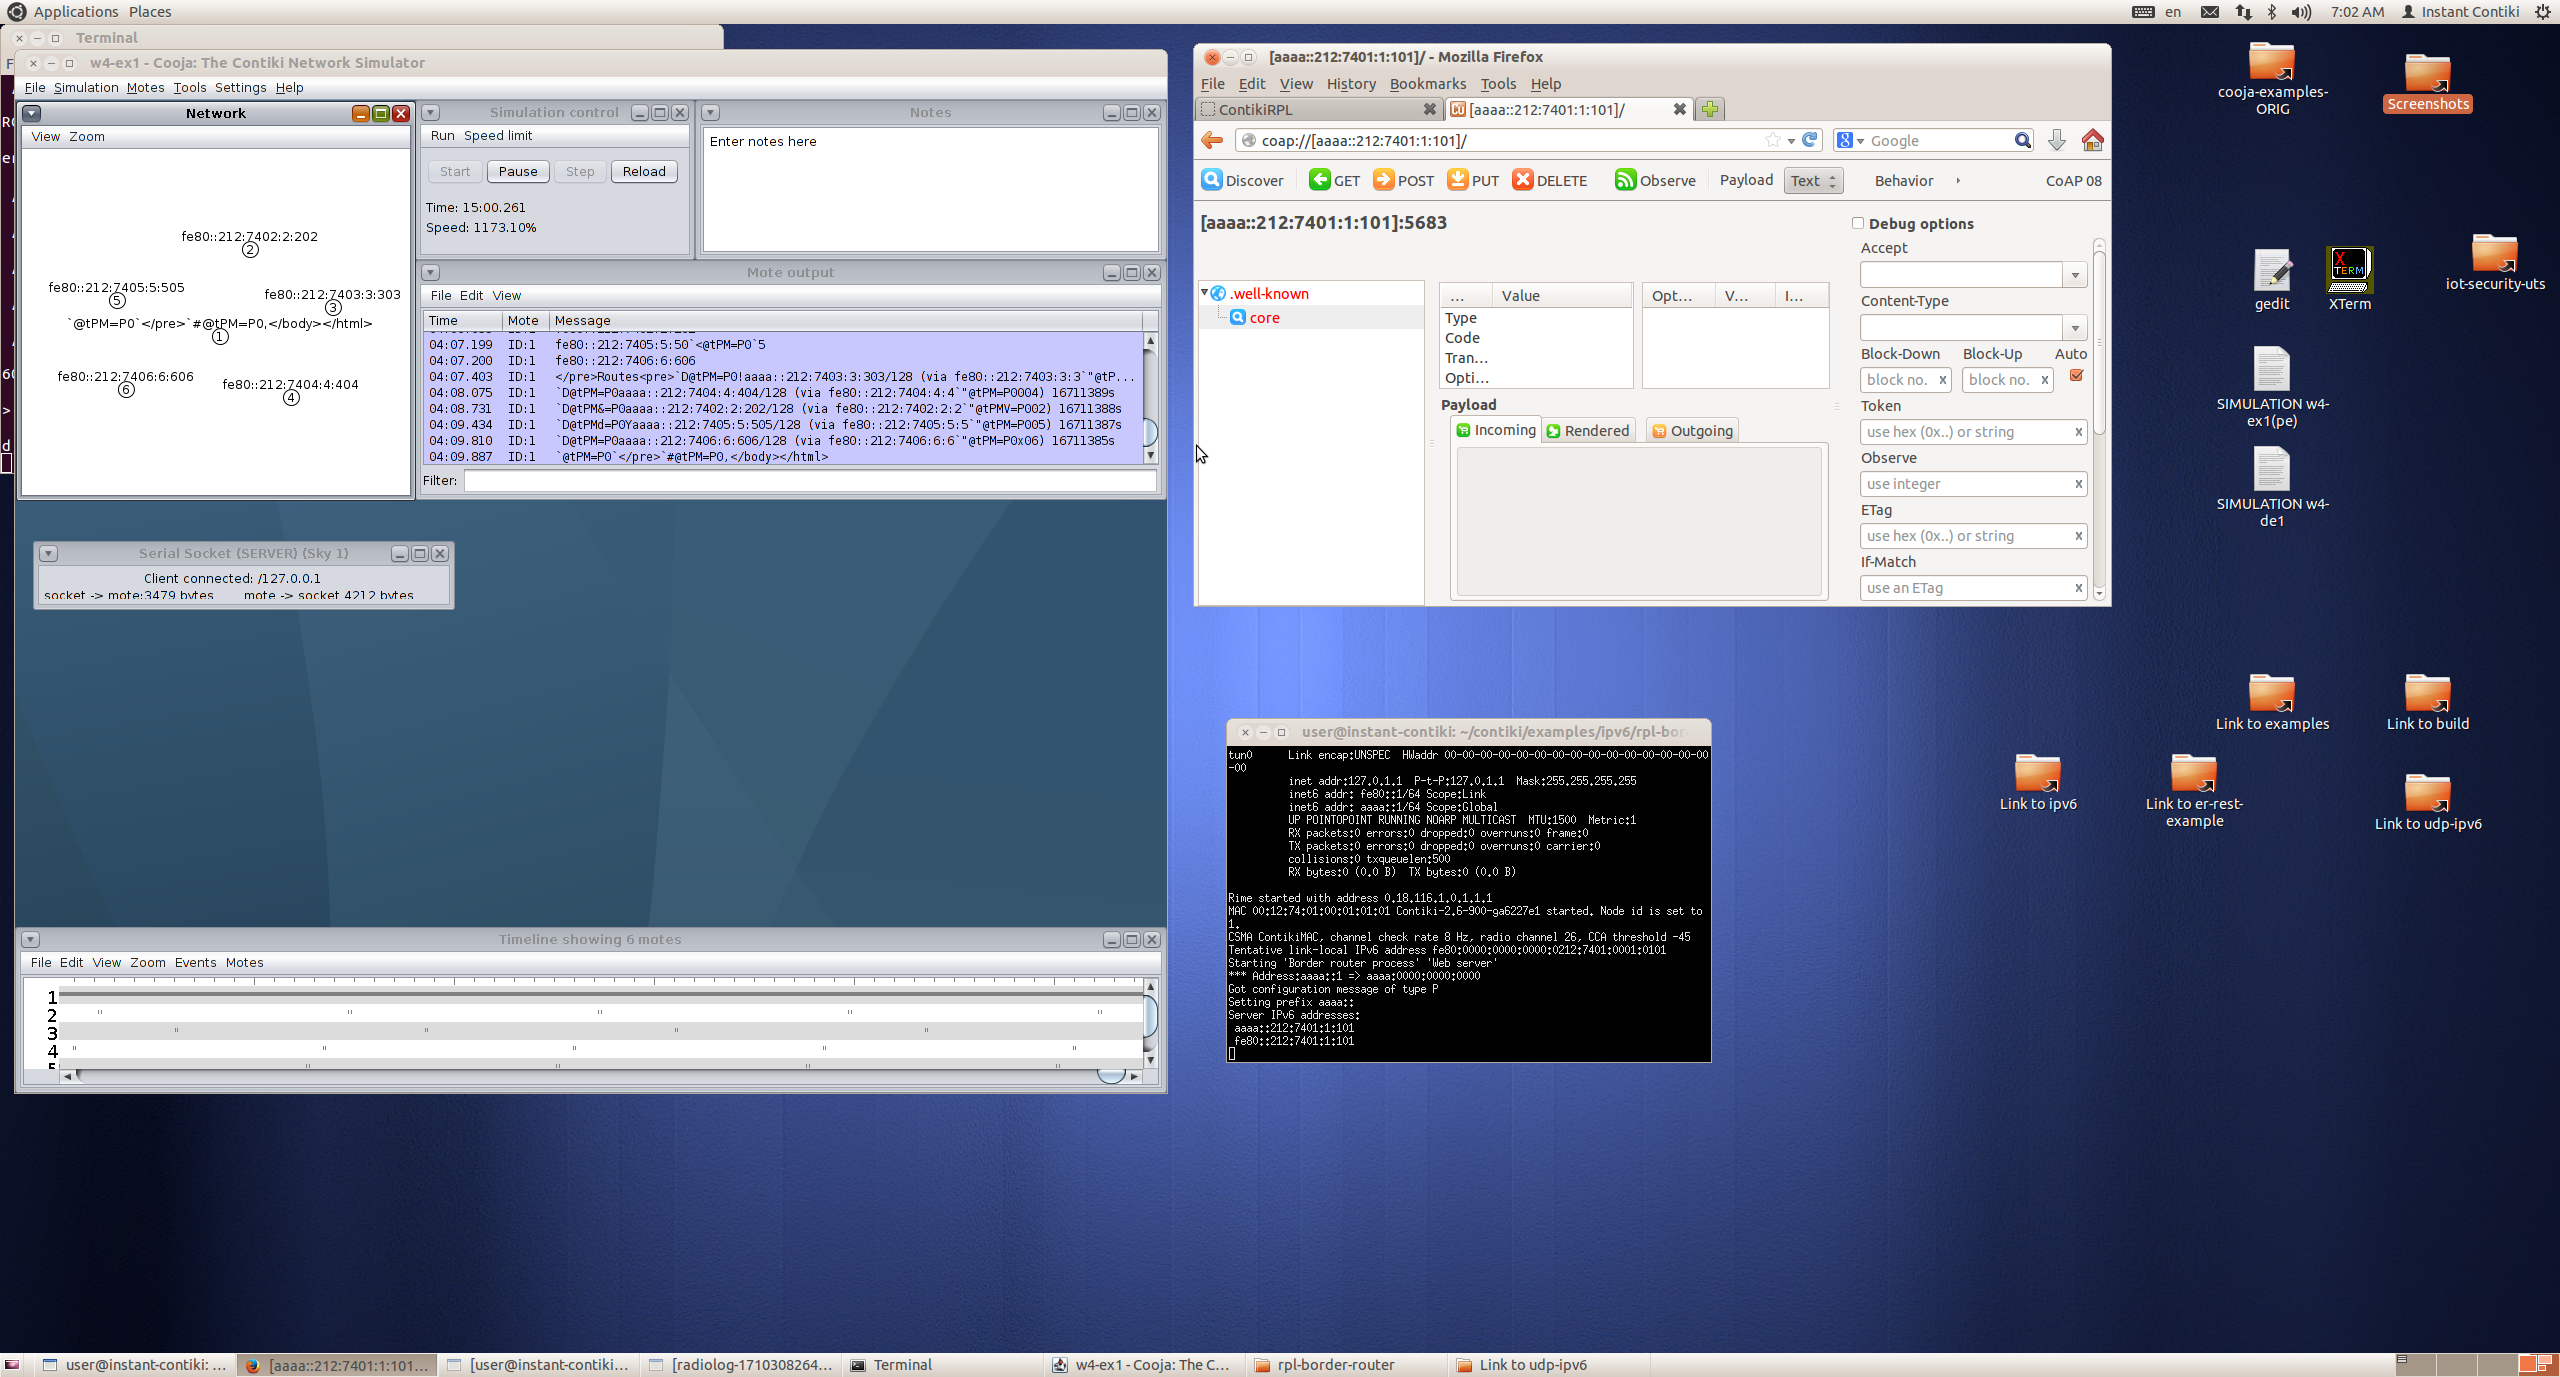 Applications Places
en 7:02 AM Instant Contiki
Terminal
w4-ex1 - Cooja: The Contiki Network Simulator
File Simulation Motes Tools Settings Help
Network
View Zoom
fe80::212:7402:2:202
2
fe80::212:7405:5:505
5
fe80::212:7403:3:303
3
`@tPM=P0`</pre>`#@tPM=P0,</body></html>
1
fe80::212:7406:6:606
6
fe80::212:7404:4:404
4
Simulation control
Run Speed limit
Start Pause Step Reload
Time: 15:00.261
Speed: 1173.10%
Notes
Enter notes here
Mote output
File Edit View
Time Mote Message
04:07.199 ID:1 fe80::212:7405:5:50`<@tPM=P0`5
04:07.200 ID:1 fe80::212:7406:6:606
04:07.403 ID:1 </pre>Routes<pre>`D@tPM=P0!aaaa::212:7403:3:303/128 (via fe80::212:7403:3:3`"@tP...
04:08.075 ID:1 `D@tPM=P0aaaa::212:7404:4:404/128 (via fe80::212:7404:4:4`"@tPM=P0004) 16711389s
04:08.731 ID:1 `D@tPM&=P0aaaa::212:7402:2:202/128 (via fe80::212:7402:2:2`"@tPMV=P002) 16711388s
04:09.434 ID:1 `D@tPMd=P0Yaaaa::212:7405:5:505/128 (via fe80::212:7405:5:5`"@tPM=P005) 16711387s
04:09.810 ID:1 `D@tPM=P0aaaa::212:7406:6:606/128 (via fe80::212:7406:6:6`"@tPM=P0x06) 16711385s
04:09.887 ID:1 `@tPM=P0`</pre>`#@tPM=P0,</body></html>
Filter:
Serial Socket (SERVER) (Sky 1)
Client connected: /127.0.0.1
socket -> mote:3479 bytes mote -> socket 4212 bytes
Timeline showing 6 motes
File Edit View Zoom Events Motes
1
2
3
4
5
[aaaa::212:7401:1:101]/ - Mozilla Firefox
File Edit View History Bookmarks Tools Help
ContikiRPL [aaaa::212:7401:1:101]/
coap://[aaaa::212:7401:1:101]/ Google
Discover GET POST PUT DELETE Observe Payload Text Behavior CoAP 08
[aaaa::212:7401:1:101]:5683
.well-known
core
... Value
Type
Code
Tran...
Opti...
Opt... V... I...
Payload
Incoming Rendered Outgoing
Debug options
Accept
Content-Type
Block-Down Block-Up Auto
block no. x block no. x
Token
use hex (0x..) or string x
Observe
use integer x
ETag
use hex (0x..) or string x
If-Match
use an ETag x
user@instant-contiki: ~/contiki/examples/ipv6/rpl-bor
tun0 Link encap:UNSPEC HWaddr 00-00-00-00-00-00-00-00-00-00-00-00-00-00-00
-00
inet addr:127.0.1.1 P-t-P:127.0.1.1 Mask:255.255.255.255
inet6 addr: fe80::1/64 Scope:Link
inet6 addr: aaaa::1/64 Scope:Global
UP POINTOPOINT RUNNING NOARP MULTICAST MTU:1500 Metric:1
RX packets:0 errors:0 dropped:0 overruns:0 frame:0
TX packets:0 errors:0 dropped:0 overruns:0 carrier:0
collisions:0 txqueuelen:500
RX bytes:0 (0.0 B) TX bytes:0 (0.0 B)
Rime started with address 0.18.116.1.0.1.1.1
MAC 00:12:74:01:00:01:01:01 Contiki-2.6-900-ga6227e1 started. Node id is set to
1.
CSMA ContikiMAC, channel check rate 8 Hz, radio channel 26, CCA threshold -45
Tentative link-local IPv6 address fe80:0000:0000:0000:0212:7401:0001:0101
Starting 'Border router process' 'Web server'
*** Address:aaaa::1 => aaaa:0000:0000:0000
Got configuration message of type P
Setting prefix aaaa::
Server IPv6 addresses:
aaaa::212:7401:1:101
fe80::212:7401:1:101
cooja-examples-
ORIG
Screenshots
gedit
XTERM
XTerm
iot-security-uts
SIMULATION w4-
ex1(pe)
SIMULATION w4-
de1
Link to examples
Link to build
Link to ipv6
Link to er-rest-
example
Link to udp-ipv6
user@instant-contiki: ...
[aaaa::212:7401:1:101...
[user@instant-contiki...
[radiolog-1710308264...
Terminal
w4-ex1 - Cooja: The C...
rpl-border-router
Link to udp-ipv6